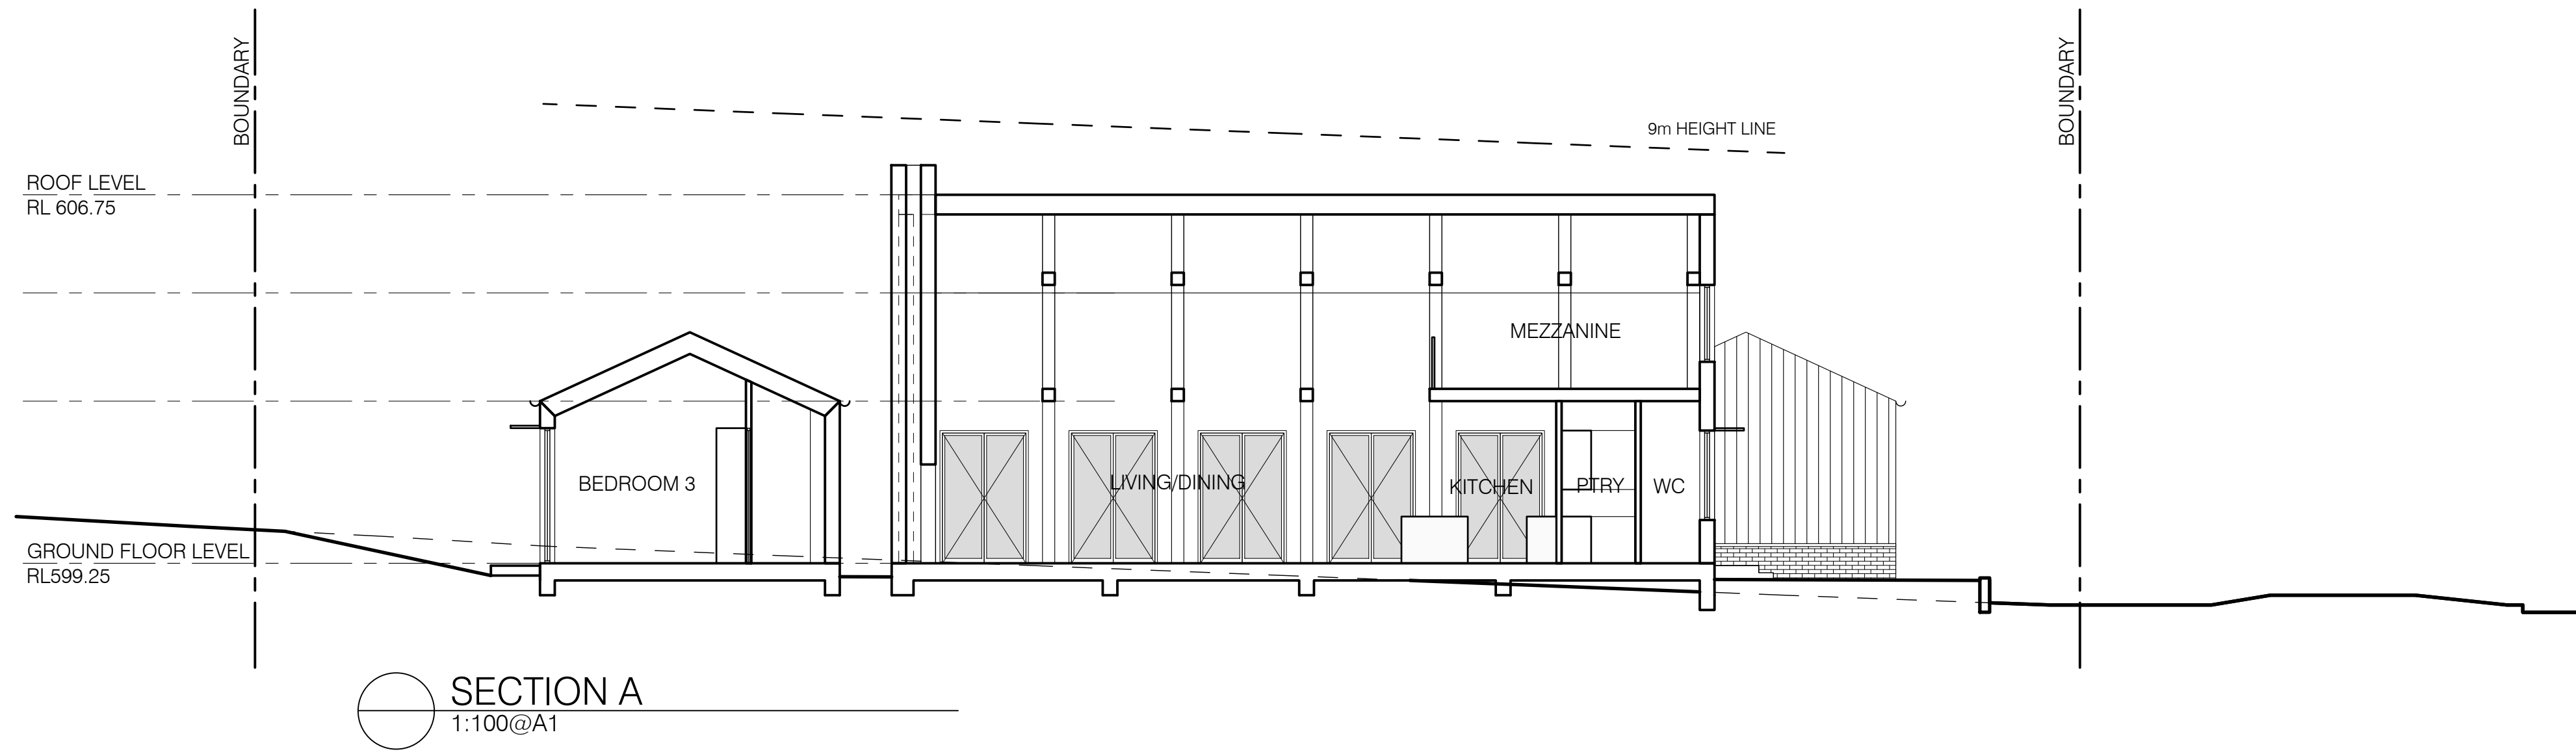 BOUNDARY
BOUNDARY
9m HEIGHT LINE
ROOF LEVEL
RL 606.75
MEZZANINE
BEDROOM 3
LIVING/DINING
KITCHEN
PTRY
WC
GROUND FLOOR LEVEL
RL599.25
SECTION A
1:100@A1